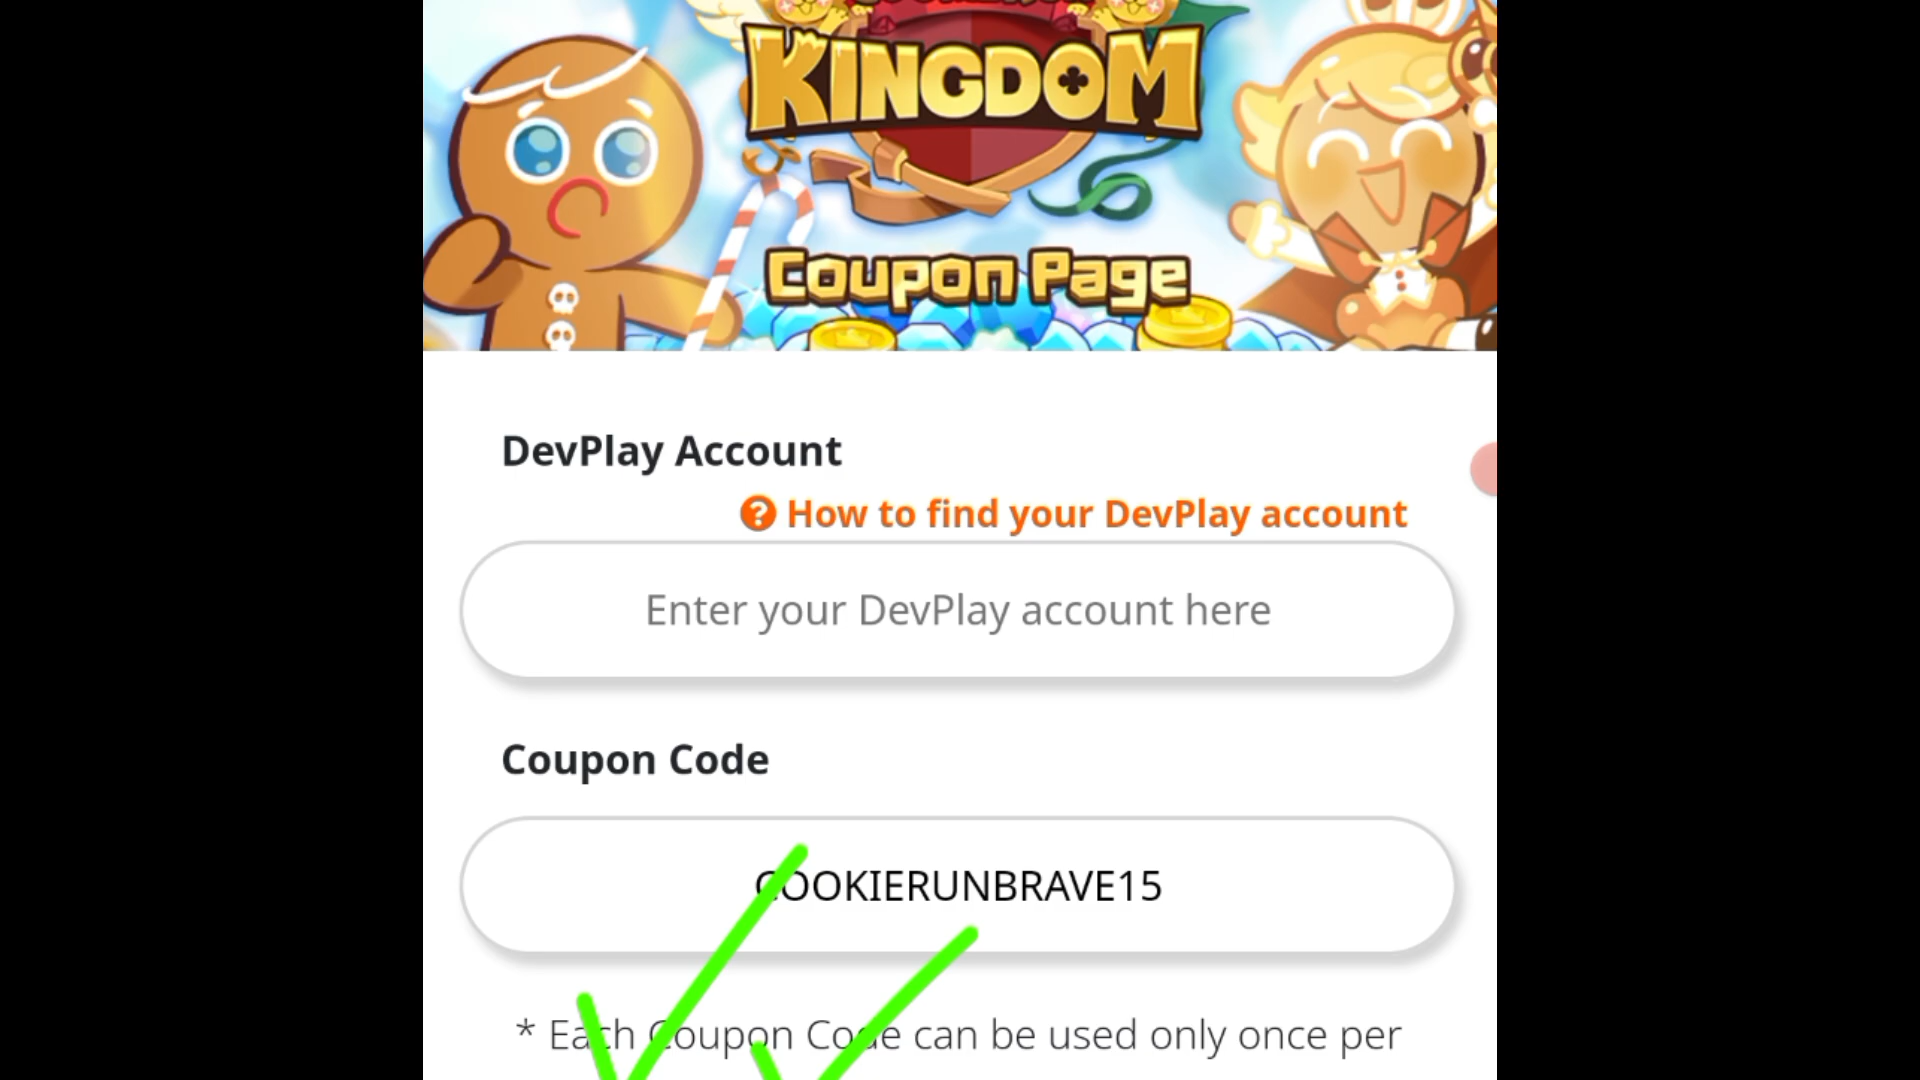 KINGDOM
Coupon Page
DevPlay Account
? How to find your DevPlay account
Enter your DevPlay account here
Coupon Code
COOKIERUNBRAVE15
* Each Coupon Code can be used only once per